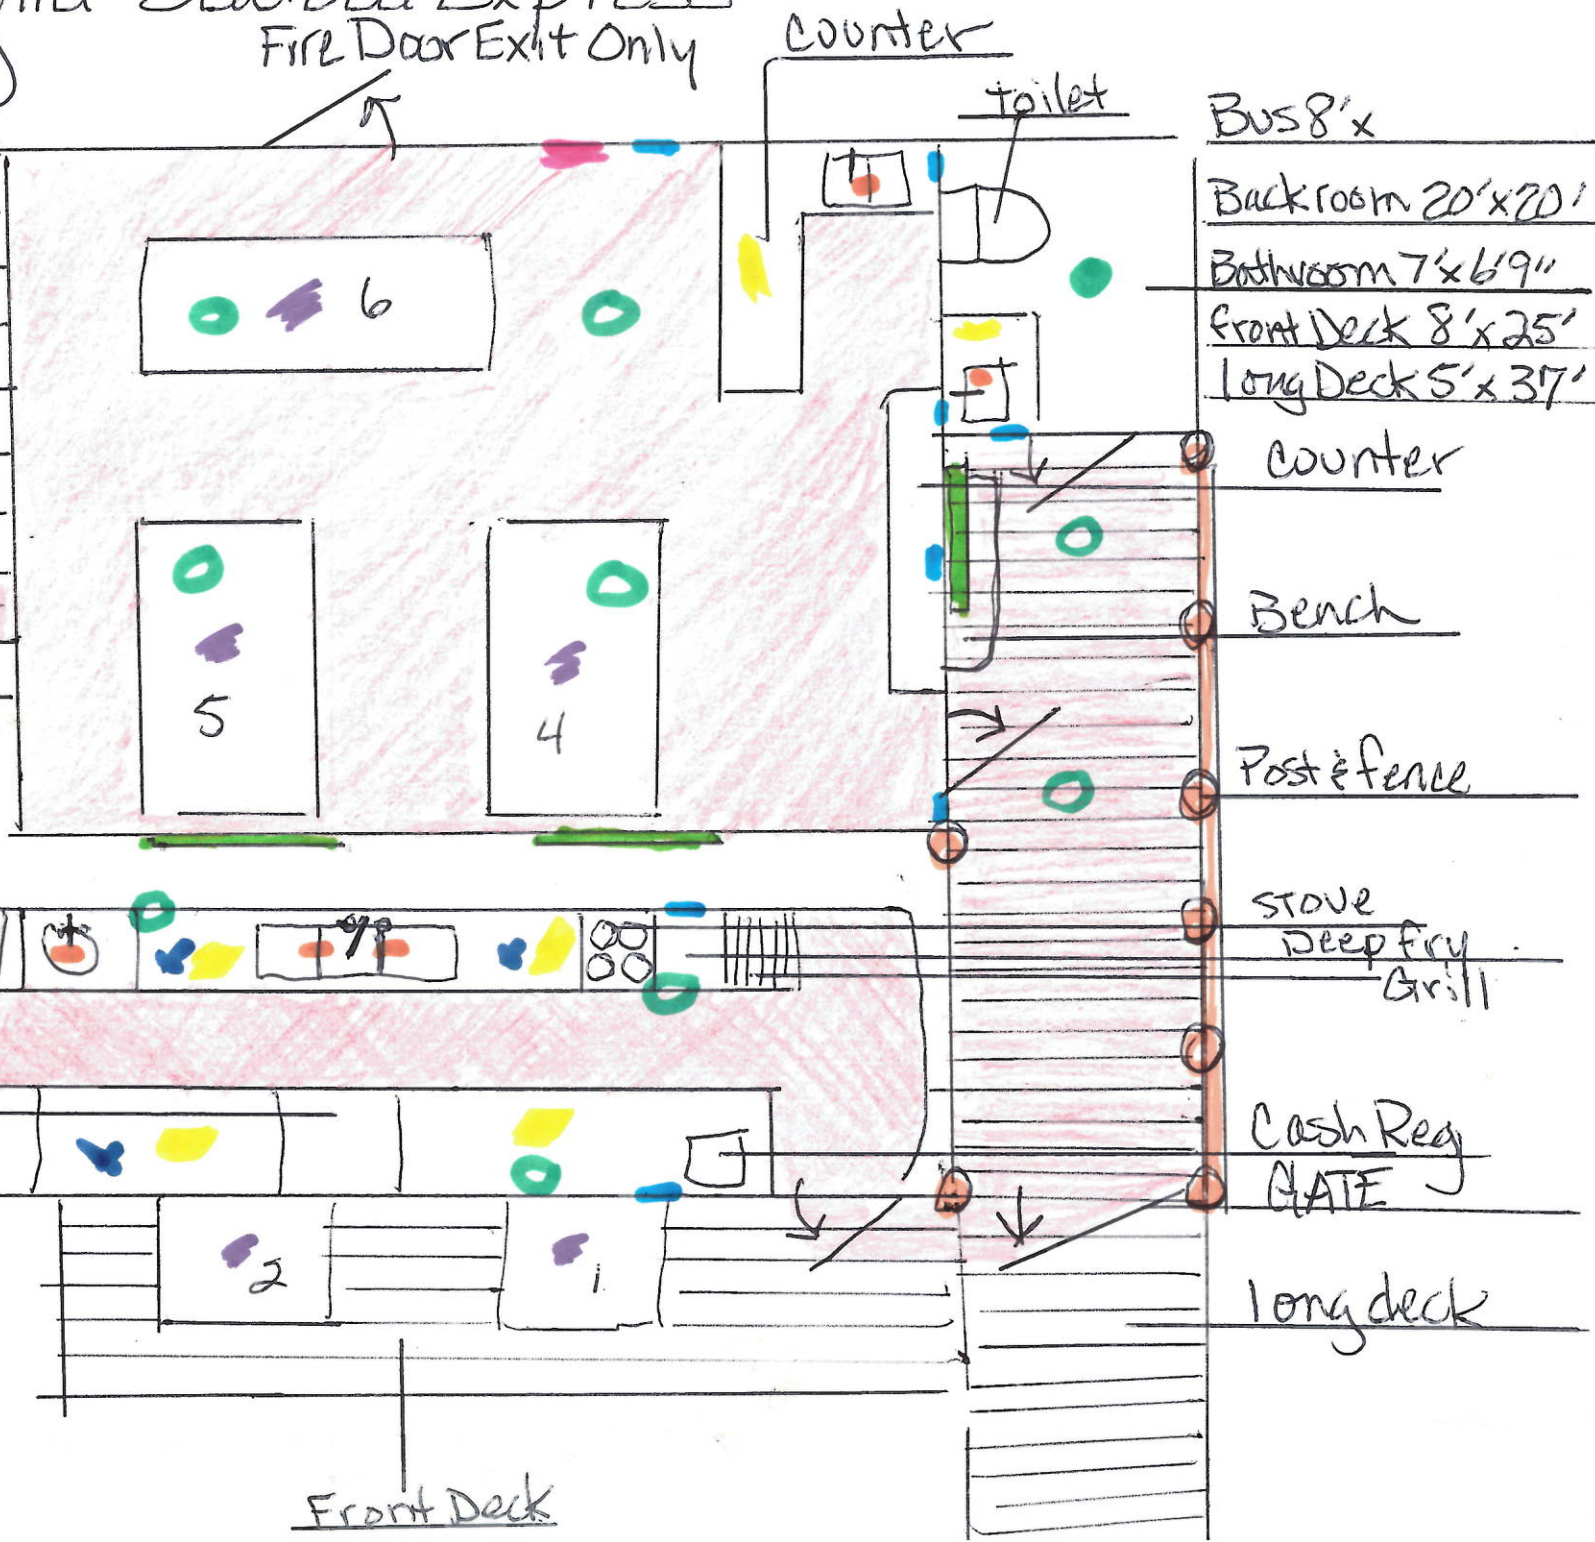 Express
Fire Door Exit Only
counter
toilet
Bus 8'x
Backroom 20'x20'
Bathroom 7'x6'9"
front Deck 8'x25'
long Deck 5'x37'
6
counter
Bench
5
4
Post & fence
stove
Deep fry
Grill
Cash Reg
GATE
2
1
long deck
Front Deck